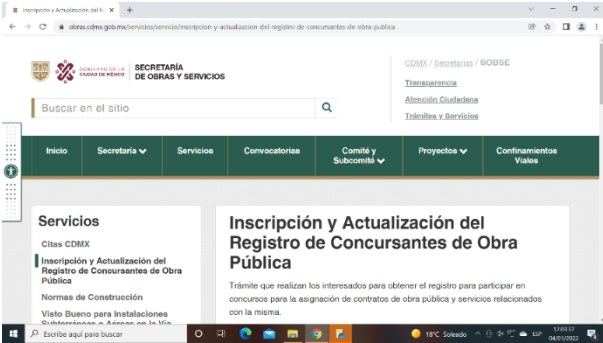 Inscripción y Actualización del R
obras.cdmx.gob.mx/servicios/servicio/inscripcion-y-actualizacion-del-registro-de-concursantes-de-obra-publica
GOBIERNO DE LA
CIUDAD DE MÉXICO
SECRETARÍA
DE OBRAS Y SERVICIOS
CDMX / Secretarías / SOBSE
Transparencia
Atención Ciudadana
Trámites y Servicios
Buscar en el sitio
Inicio
Secretaría
Servicios
Convocatorias
Comité y
Subcomité
Proyectos
Confinamientos
Viales
Servicios
Citas CDMX
Inscripción y Actualización del
Registro de Concursantes de Obra
Pública
Normas de Construcción
Visto Bueno para Instalaciones
Subterráneas o Aéreas en la Vía
Inscripción y Actualización del
Registro de Concursantes de Obra
Pública
Trámite que realizan los interesados para obtener el registro para participar en
concursos para la asignación de contratos de obra pública y servicios relacionados
con la misma.
Escribe aquí para buscar
18°C Soleado
ESP
04/01/2022